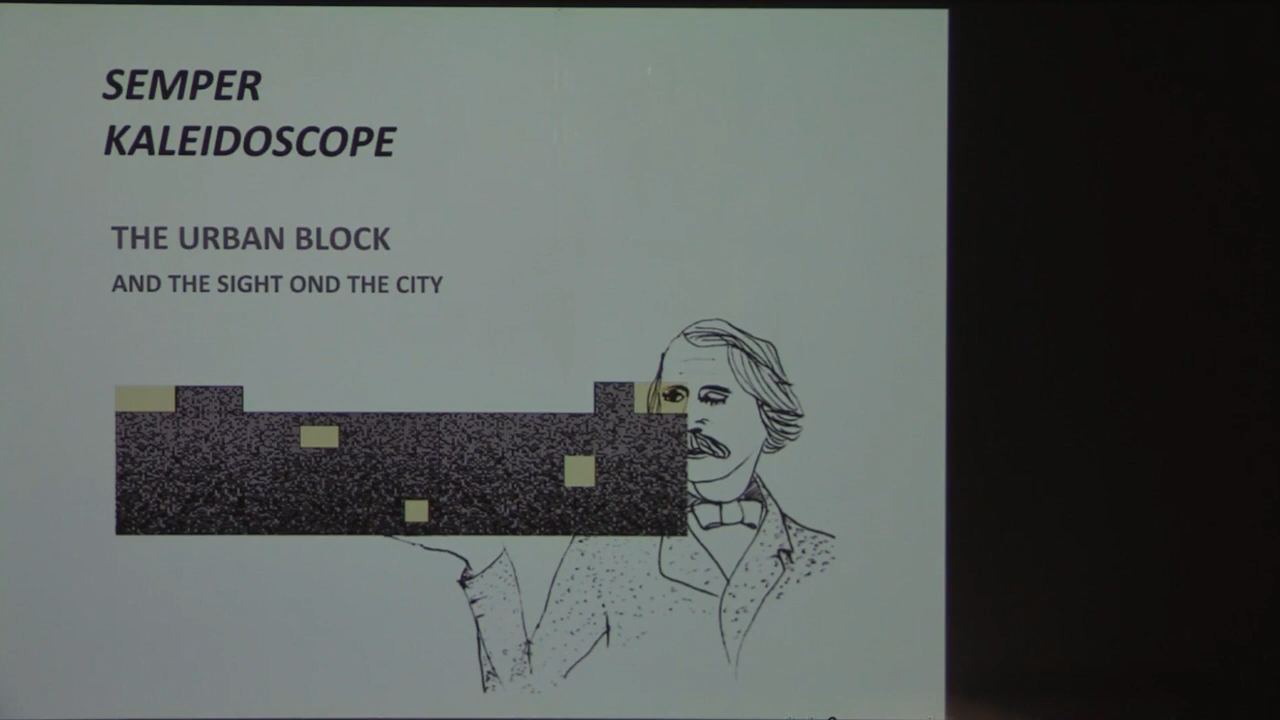 SEMPER
KALEIDOSCOPE
THE URBAN BLOCK
AND THE SIGHT OND THE CITY